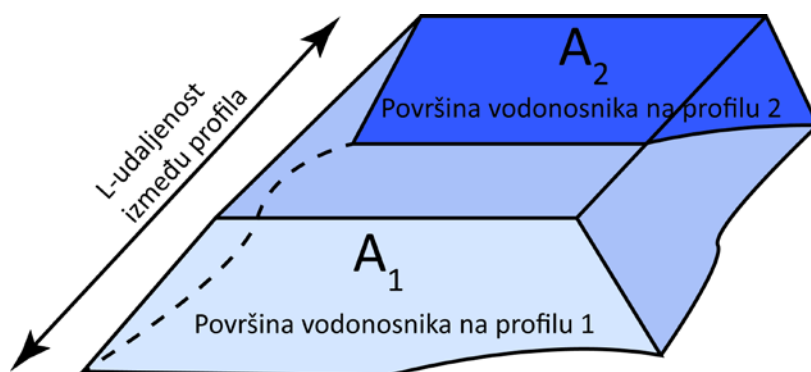 A₂
Površina vodonosnika na profilu 2
L-udaljenost
između profila
A₁
Površina vodonosnika na profilu 1